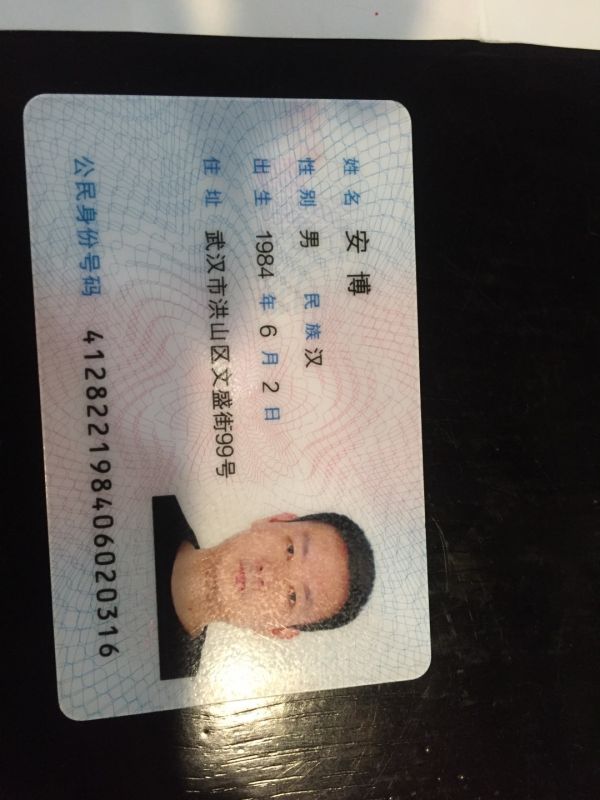 姓名 安博
性别 男 民族 汉
出生 1984 年 6 月 2 日
住址 武汉市洪山区文盛街99号
公民身份号码 412822198406020316